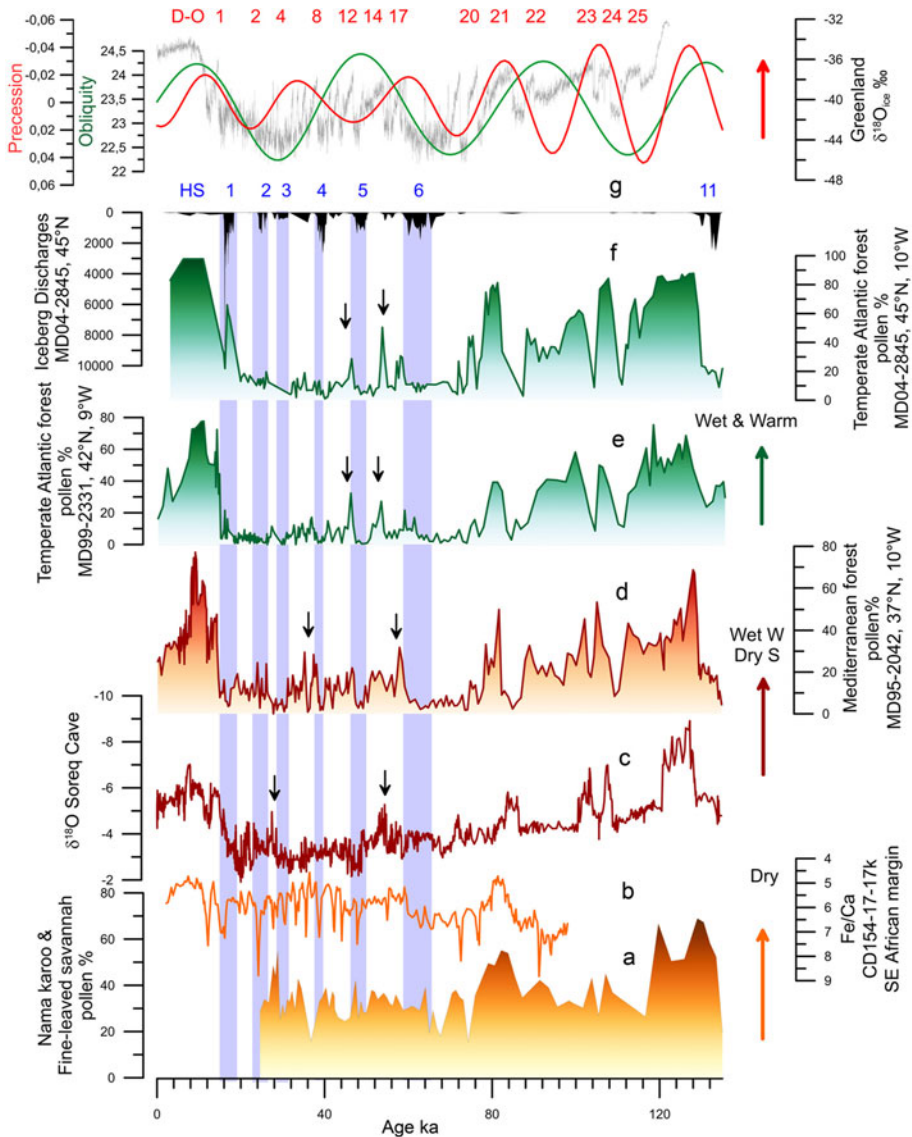 D-O 1 2 4 8 12 14 17 20 21 22 23 24 25
-0,06
-0,04
-0,02
0
0,02
0,04
0,06
Precession
24,5
24
23,5
23
22,5
22
Obliquity
-32
-36
-40
-44
-48
Greenland
δ¹⁸Oice ‰
HS 1 2 3 4 5 6 g 11
0
2000
4000
6000
8000
10000
Iceberg Discharges
MD04-2845, 45°N
f
100
80
60
40
20
0
Temperate Atlantic forest
pollen %
MD04-2845, 45°N, 10°W
80
60
40
20
0
Temperate Atlantic forest
pollen %
MD99-2331, 42°N, 9°W
e
Wet & Warm
d
80
60
40
20
0
Mediterranean forest
pollen%
MD95-2042, 37°N, 10°W
Wet W
Dry S
-10
-8
-6
-4
-2
δ¹⁸O Soreq Cave
c
b
4
5
6
7
8
9
Fe/Ca
CD154-17-17k
SE African margin
Dry
80
60
40
20
0
Nama karoo &
Fine-leaved savannah
pollen %
a
0 40 80 120
Age ka